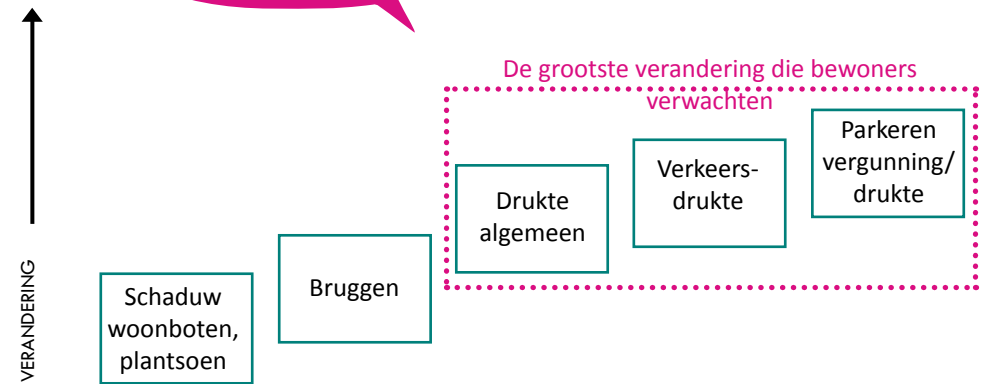 De grootste verandering die bewoners
verwachten
Parkeren
vergunning/
drukte
Verkeers-
drukte
Drukte
algemeen
Bruggen
Schaduw
woonboten,
plantsoen
VERANDERING